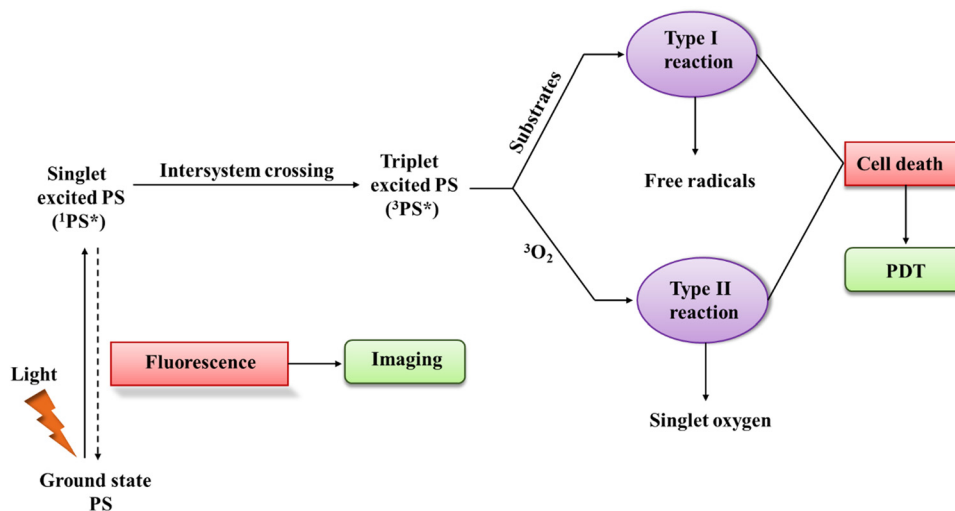 Type I
reaction
Substrates
Free radicals
Cell death
PDT
Singlet
excited PS
(¹PS*)
Intersystem crossing
Triplet
excited PS
(³PS*)
³O₂
Type II
reaction
Singlet oxygen
Fluorescence
Imaging
Light
Ground state
PS